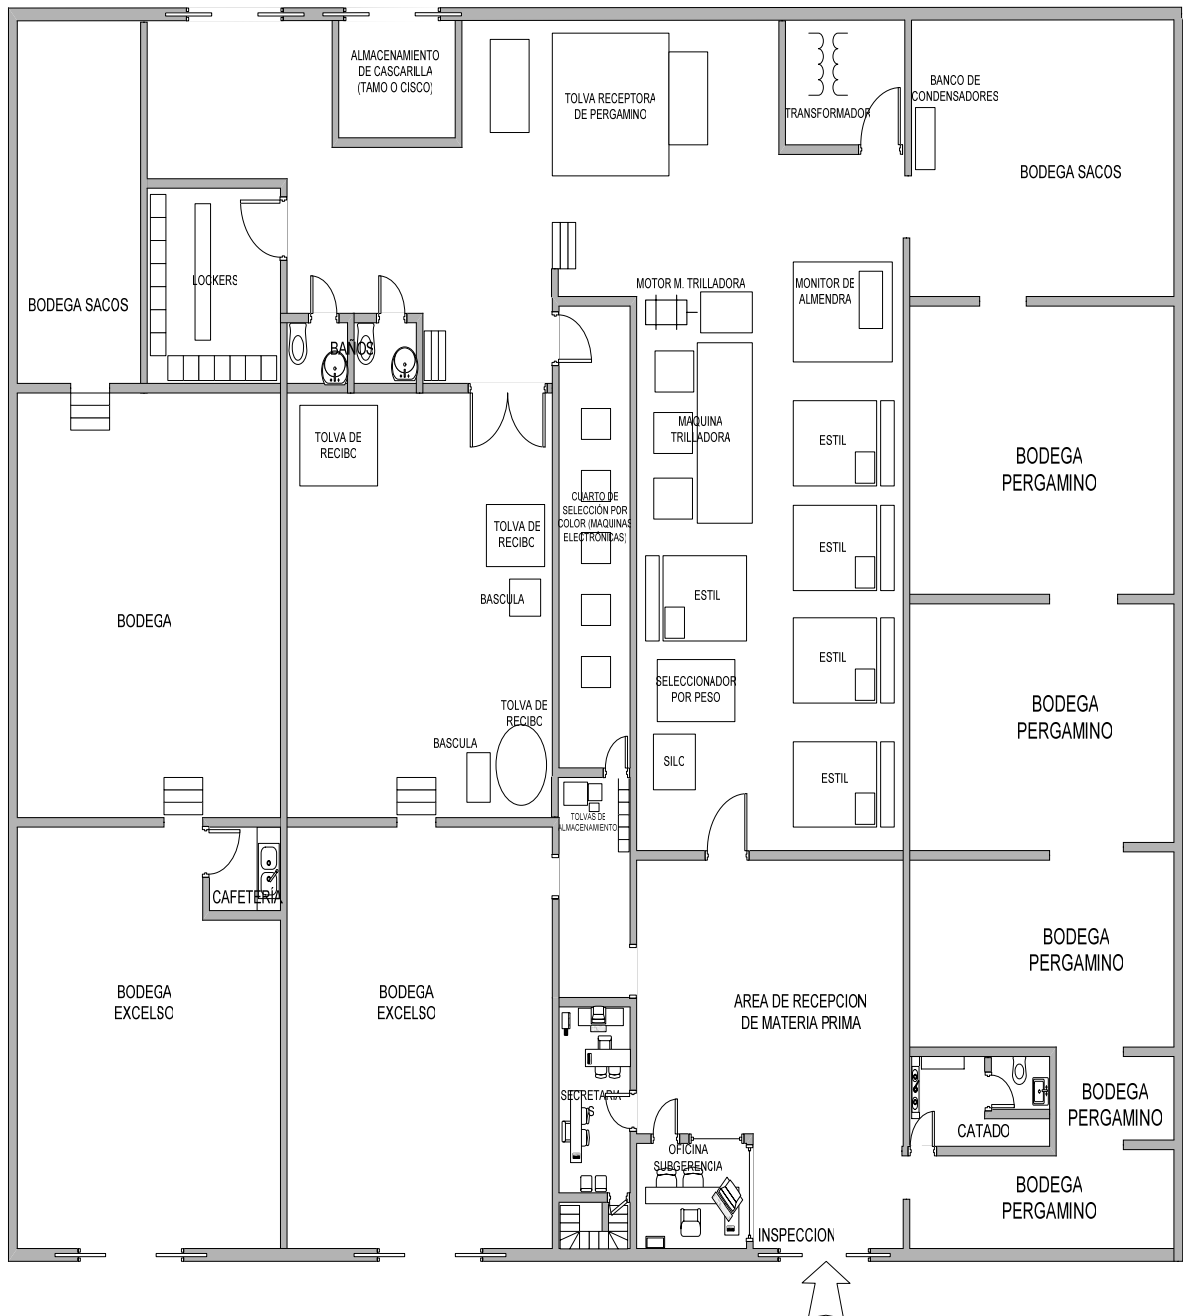 ALMACENAMIENTO
DE CASCARILLA
(TAMO O CISCO)
TOLVA RECEPTORA
DE PERGAMINO
TRANSFORMADOR
BANCO DE
CONDENSADORES
BODEGA SACOS
LOCKERS
BODEGA SACOS
BAÑOS
MOTOR M. TRILLADORA
MONITOR DE
ALMENDRA
TOLVA DE
RECIBO
MAQUINA
TRILLADORA
ESTIL
BODEGA
PERGAMINO
TOLVA DE
RECIBO
CUARTO DE
SELECCIÓN POR
COLOR (MAQUINAS
ELECTRÓNICAS)
ESTIL
BASCULA
ESTIL
BODEGA
ESTIL
SELECCIONADOR
POR PESO
TOLVA DE
RECIBO
BODEGA
PERGAMINO
BASCULA
SILO
ESTIL
TOLVAS DE
ALMACENAMIENTO
CAFETERÍA
BODEGA
PERGAMINO
BODEGA
EXCELSO
BODEGA
EXCELSO
AREA DE RECEPCION
DE MATERIA PRIMA
SECRETARIA
S
BODEGA
PERGAMINO
CATADO
OFICINA
SUBGERENCIA
BODEGA
PERGAMINO
INSPECCION